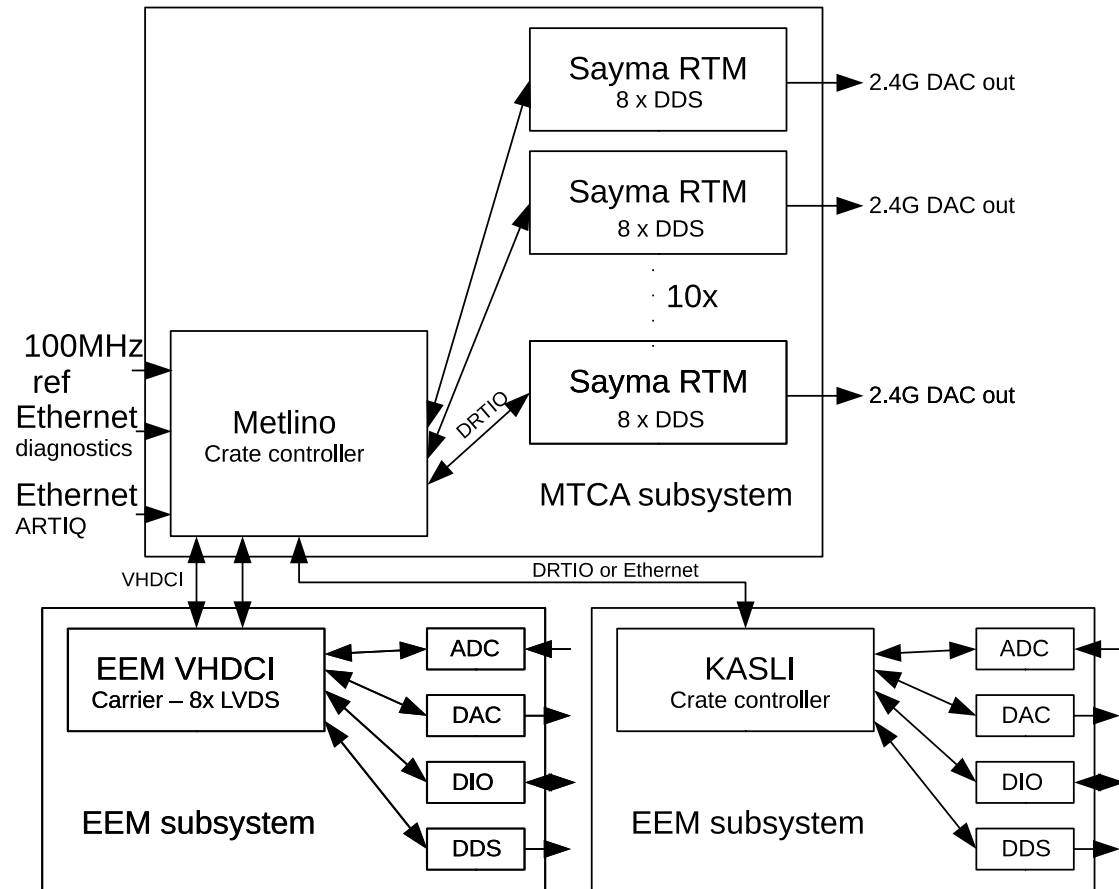 Sayma RTM
8 x DDS
2.4G DAC out
Sayma RTM
8 x DDS
2.4G DAC out
10x
Sayma RTM
8 x DDS
2.4G DAC out
100MHz
ref
Ethernet
diagnostics
Ethernet
ARTIQ
Metlino
Crate controller
DRTIO
MTCA subsystem
VHDCI
DRTIO or Ethernet
EEM VHDCI
Carrier – 8x LVDS
ADC
DAC
DIO
DDS
EEM subsystem
KASLI
Crate controller
ADC
DAC
DIO
DDS
EEM subsystem